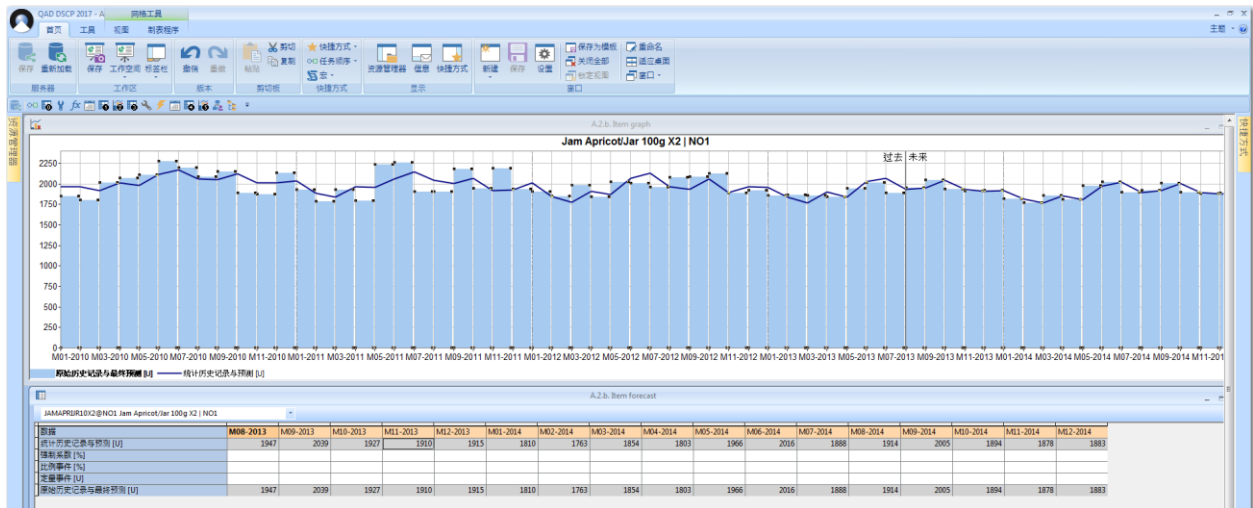 QAD DSCP 2017 - A 网格工具
首页 工具 视图 制表程序 主题
保存 重新加载 保存 工作空间 标签栏 撤销 重做 粘贴 剪切 复制 快捷方式 任务顺序 宏 资源管理器 信息 快捷方式 新建 保存 设置 保存为模板 关闭全部 锁定视图 重命名 适应桌面 窗口
服务器 工作区 版本 剪切板 快捷方式 显示 窗口
资源管理器
快捷方式
A.2.b. Item graph
Jam Apricot/Jar 100g X2 | NO1
过去 未来
2250
2000
1750
1500
1250
1000
750
500
250
0
M01-2010 M03-2010 M05-2010 M07-2010 M09-2010 M11-2010 M01-2011 M03-2011 M05-2011 M07-2011 M09-2011 M11-2011 M01-2012 M03-2012 M05-2012 M07-2012 M09-2012 M11-2012 M01-2013 M03-2013 M05-2013 M07-2013 M09-2013 M11-2013 M01-2014 M03-2014 M05-2014 M07-2014 M09-2014 M11-201
原始历史记录与最终预测 [U] 统计历史记录与预测 [U]
A.2.b. Item forecast
JAMAPRIJR10X2@NO1 Jam Apricot/Jar 100g X2 | NO1
数据 M08-2013 M09-2013 M10-2013 M11-2013 M12-2013 M01-2014 M02-2014 M03-2014 M04-2014 M05-2014 M06-2014 M07-2014 M08-2014 M09-2014 M10-2014 M11-2014 M12-2014
统计历史记录与预测 [U] 1947 2039 1927 1910 1915 1810 1763 1854 1803 1966 2016 1888 1914 2005 1894 1878 1883
强制系数 [%]
比例事件 [%]
定量事件 [U]
原始历史记录与最终预测 [U] 1947 2039 1927 1910 1915 1810 1763 1854 1803 1966 2016 1888 1914 2005 1894 1878 1883